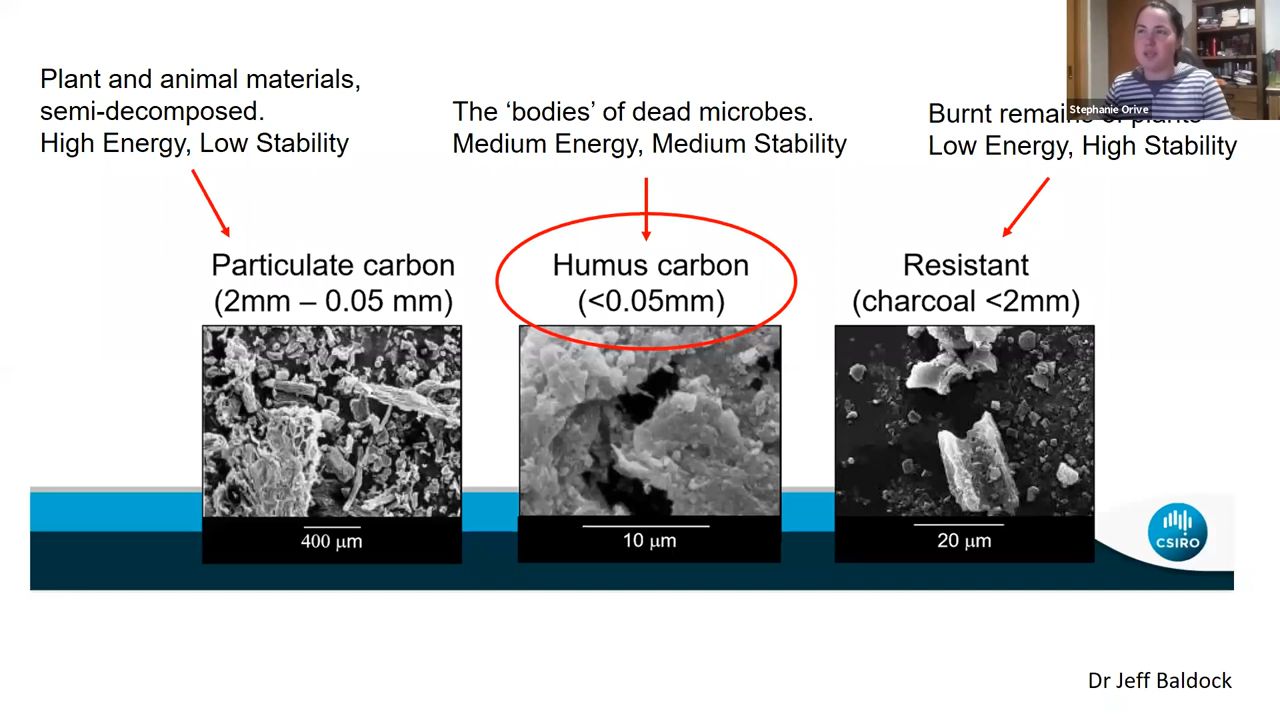 Plant and animal materials,
semi-decomposed.
High Energy, Low Stability
The ‘bodies’ of dead microbes.
Medium Energy, Medium Stability
Stephanie Orive
Burnt remains of plants
Low Energy, High Stability
Particulate carbon
(2mm – 0.05 mm)
Humus carbon
(<0.05mm)
Resistant
(charcoal <2mm)
400 μm
10 μm
20 μm
CSIRO
Dr Jeff Baldock